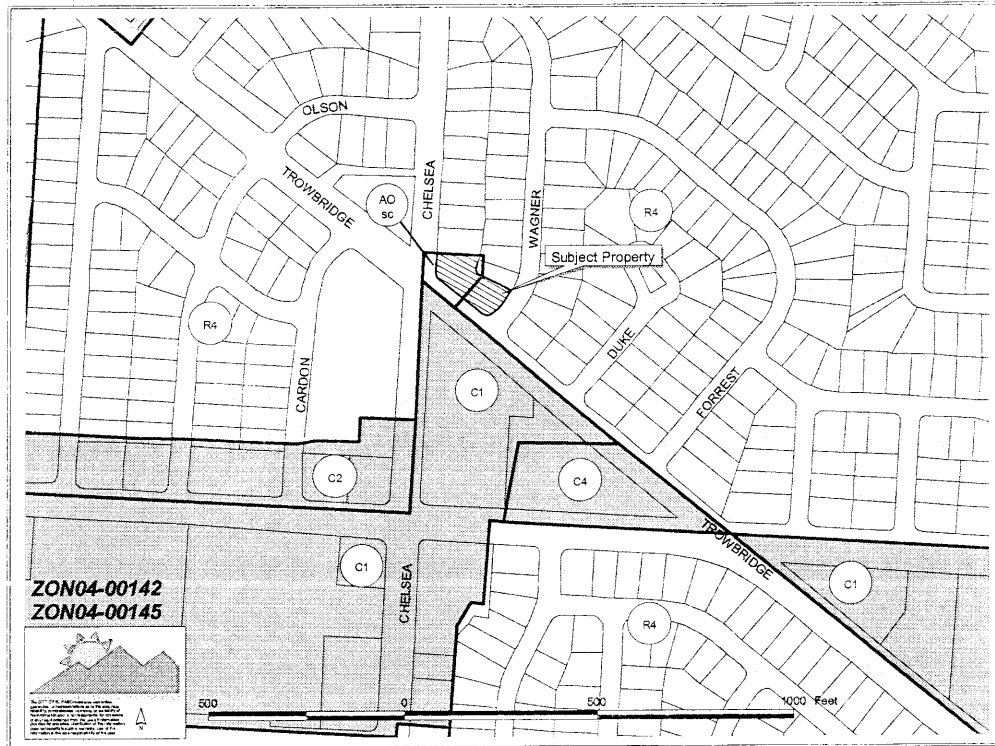 OLSON
TROWBRIDGE
AO
sc
CHELSEA
WAGNER
R4
Subject Property
R4
CARDON
DUKE
C1
FORREST
C2
C4
TROWBRIDGE
C1
CHELSEA
C1
R4
ZON04-00142
ZON04-00145
500
0
500
1000 Feet
N